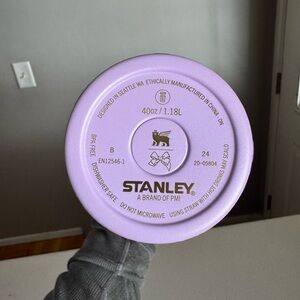 DESIGNED IN SEATTLE WA ETHICALLY MANUFACTURED IN CHINA - DN
40oz / 1.18L
BPA FREE
DISHWASHER SAFE
DO NOT MICROWAVE
USING STRAW WITH HOT DRINKS MAY SCALD
B
EN12546-1
24
20-05804
STANLEY
A BRAND OF PMI